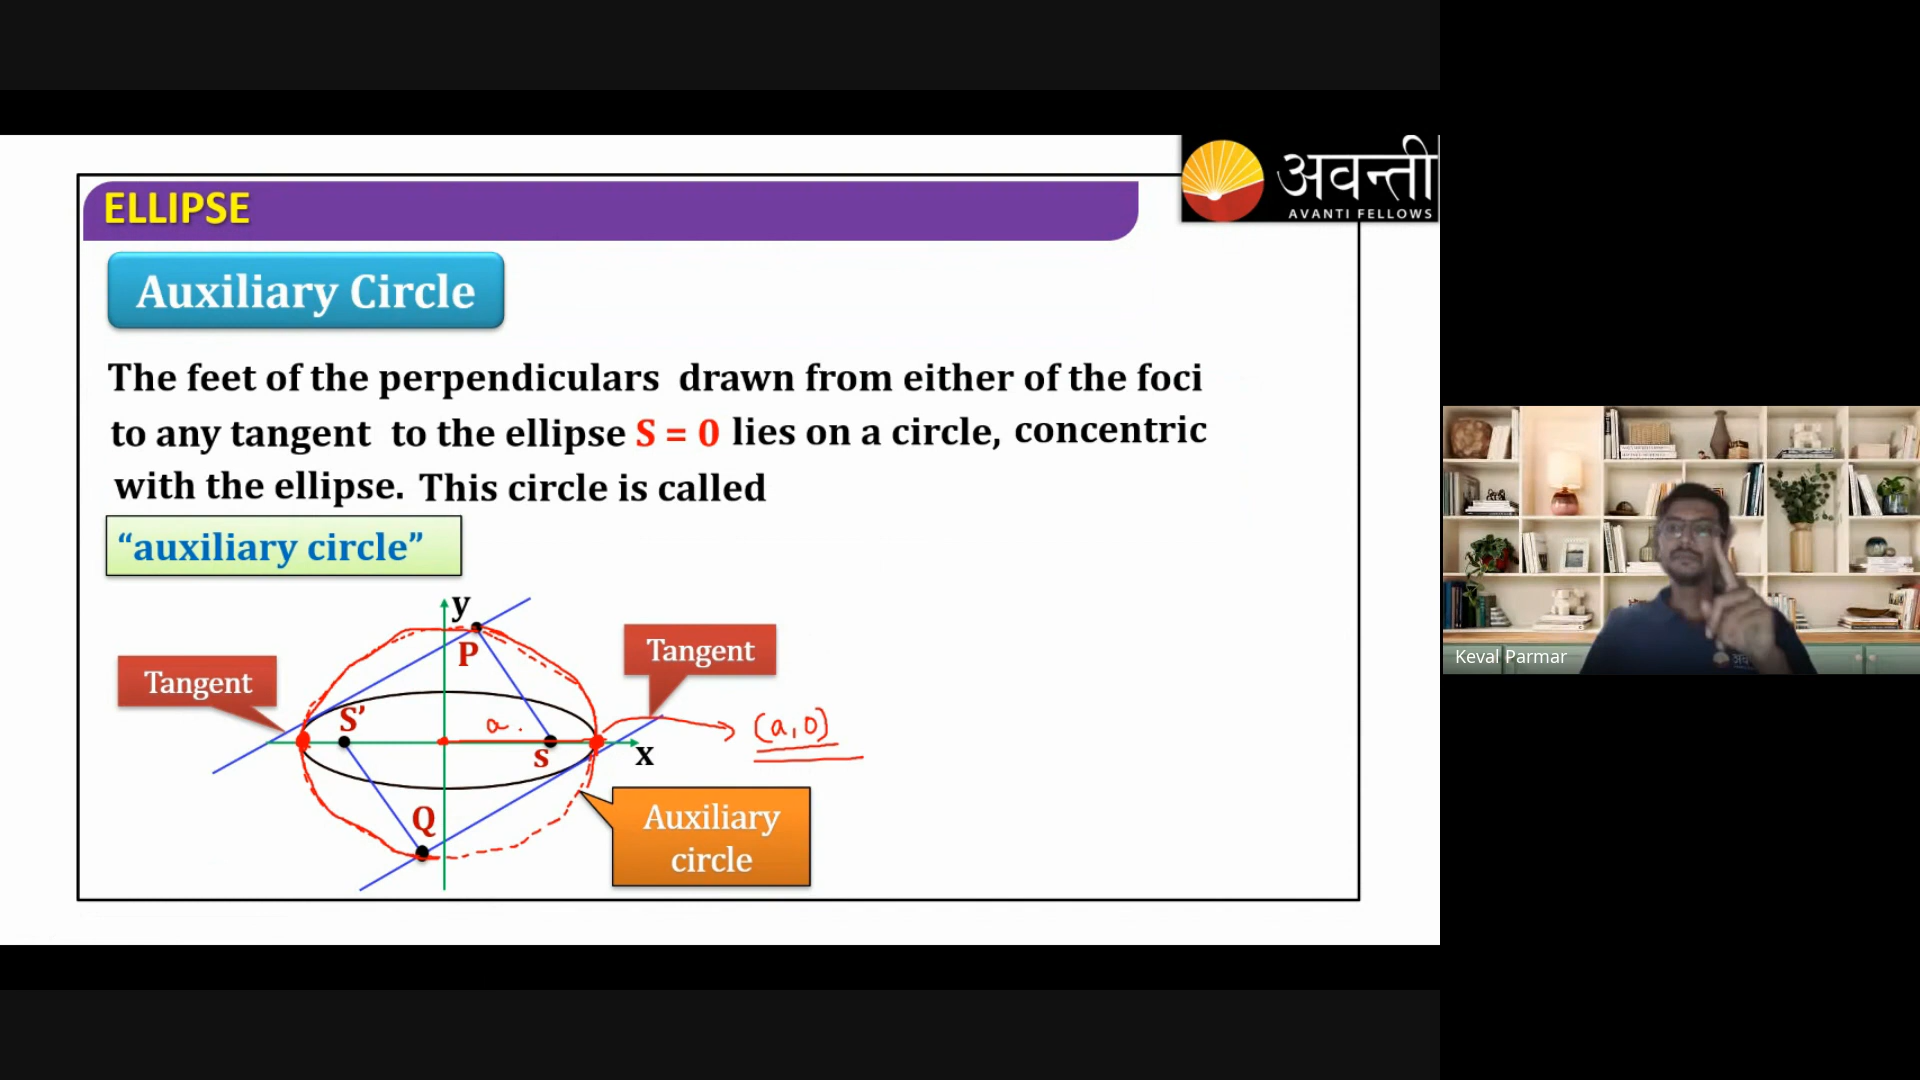 अवन्ती
AVANTI FELLOWS
ELLIPSE
Auxiliary Circle
The feet of the perpendiculars drawn from either of the foci
to any tangent to the ellipse S = 0 lies on a circle, concentric
with the ellipse. This circle is called
“auxiliary circle”
y
P
Tangent
Tangent
S’
a.
s
x
(a,0)
Q
Auxiliary
circle
Keval Parmar